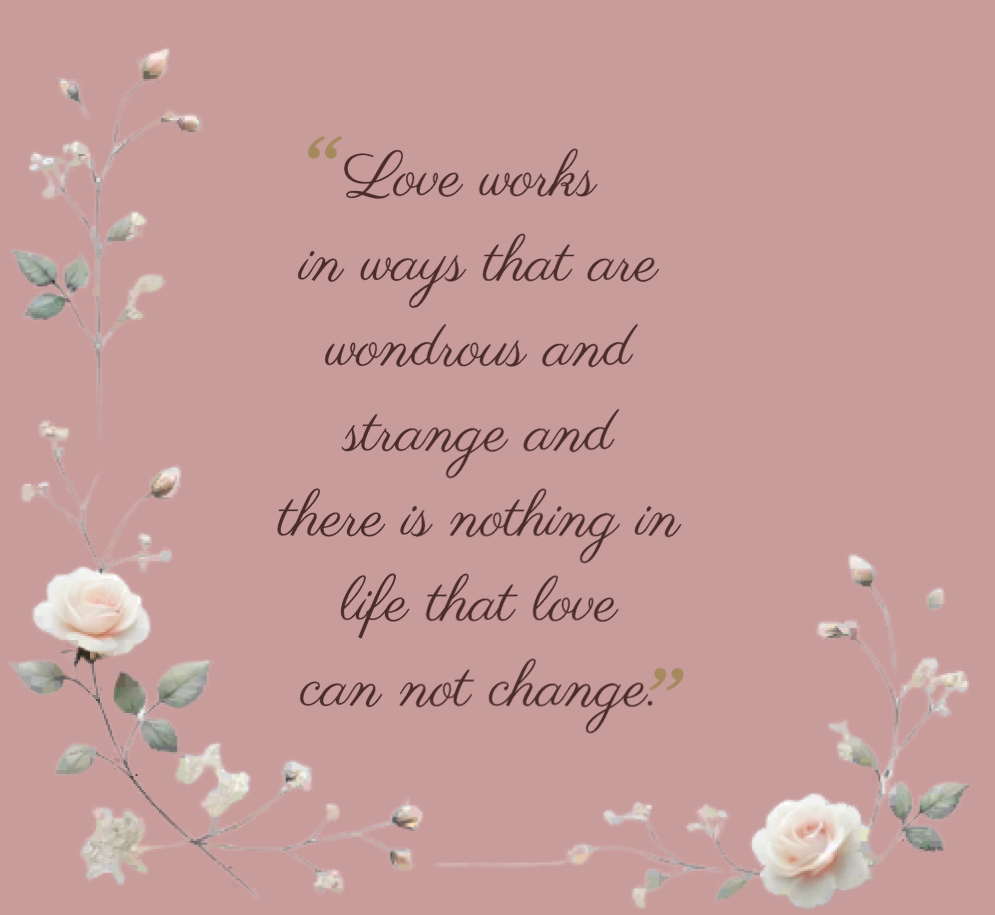 “Love works
in ways that are
wondrous and
strange and
there is nothing in
life that love
can not change.”